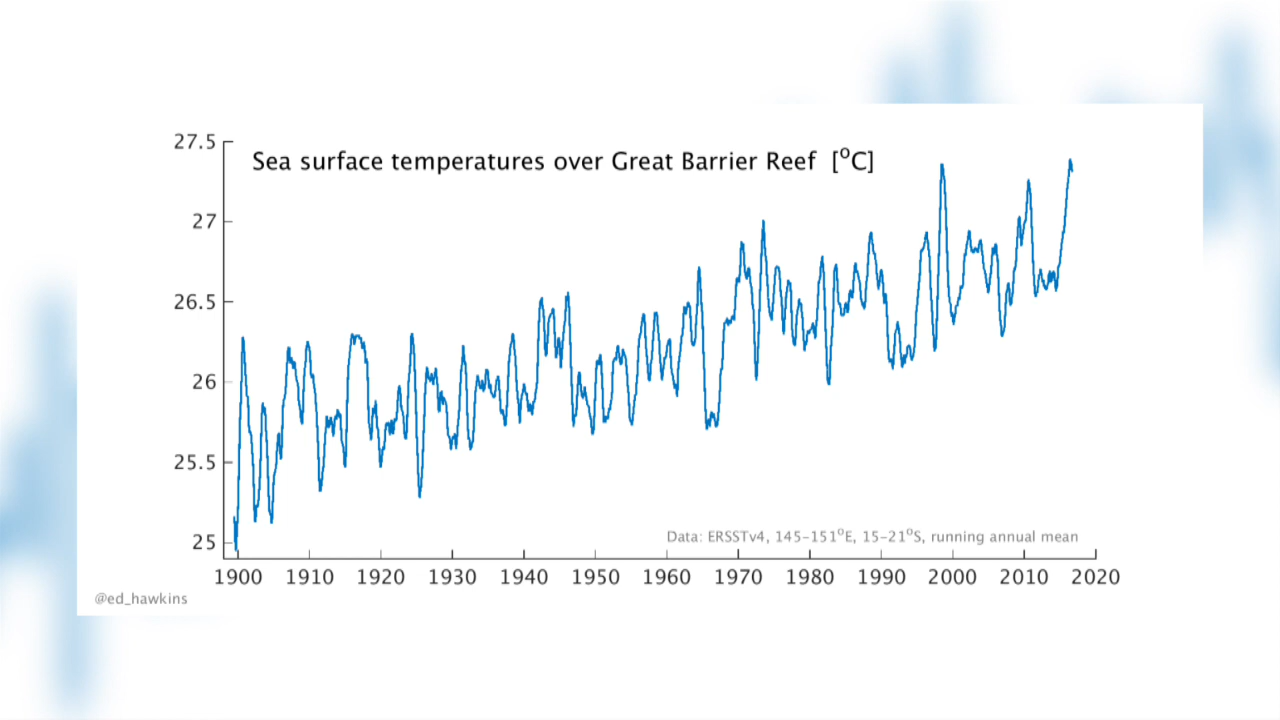 27.5
Sea surface temperatures over Great Barrier Reef [°C]
27
26.5
26
25.5
25
Data: ERSSTv4, 145–151°E, 15–21°S, running annual mean
1900 1910 1920 1930 1940 1950 1960 1970 1980 1990 2000 2010 2020
@ed_hawkins